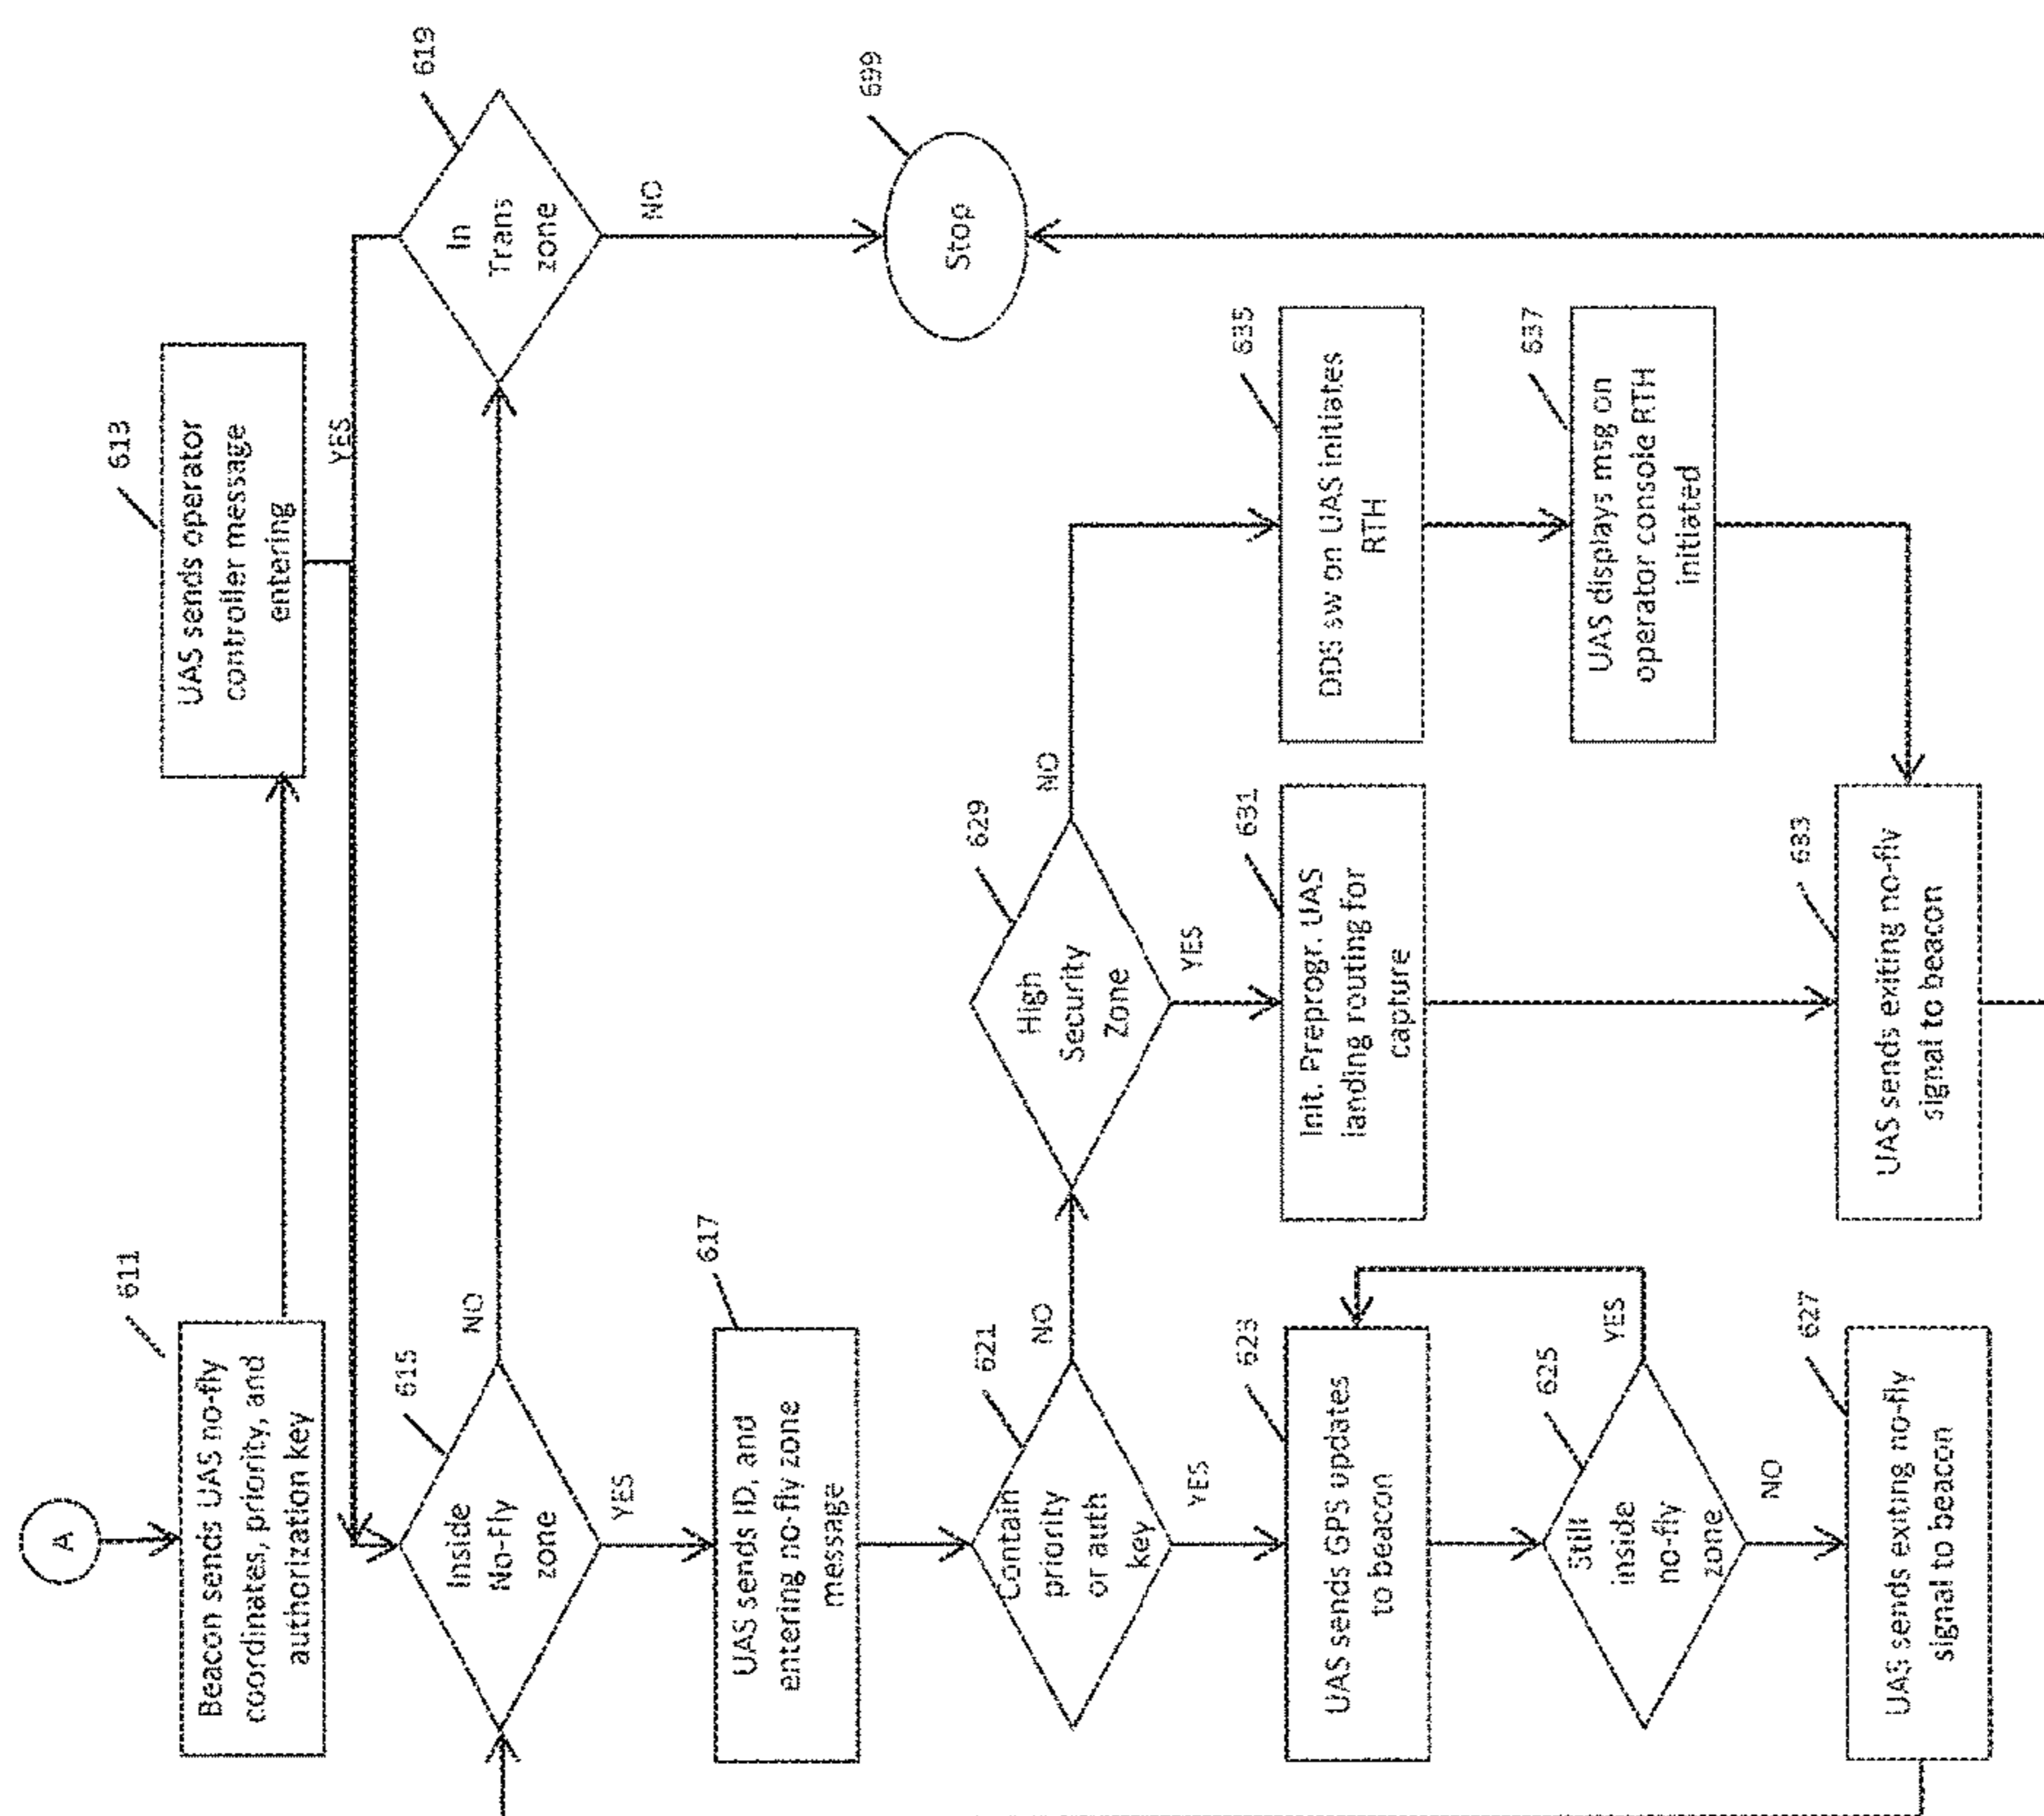 A
611
Beacon sends UAS no-fly
coordinates, priority, and
authorization key
613
UAS sends operator
controller message
entering
YES
615
Inside
No-Fly
zone
NO
YES
619
In
Trans
zone
NO
617
UAS sends ID, and
entering no-fly zone
message
699
Stop
621
Contain
priority
or auth
key
NO
YES
629
High
Security
Zone
NO
YES
623
UAS sends GPS updates
to beacon
631
Init. Preprogr. UAS
landing routing for
capture
635
DDS sw on UAS initiates
RTH
625
Still
inside
no-fly
zone
YES
NO
637
UAS displays msg on
operator console RTH
initiated
627
UAS sends exiting no-fly
signal to beacon
633
UAS sends exiting no-fly
signal to beacon